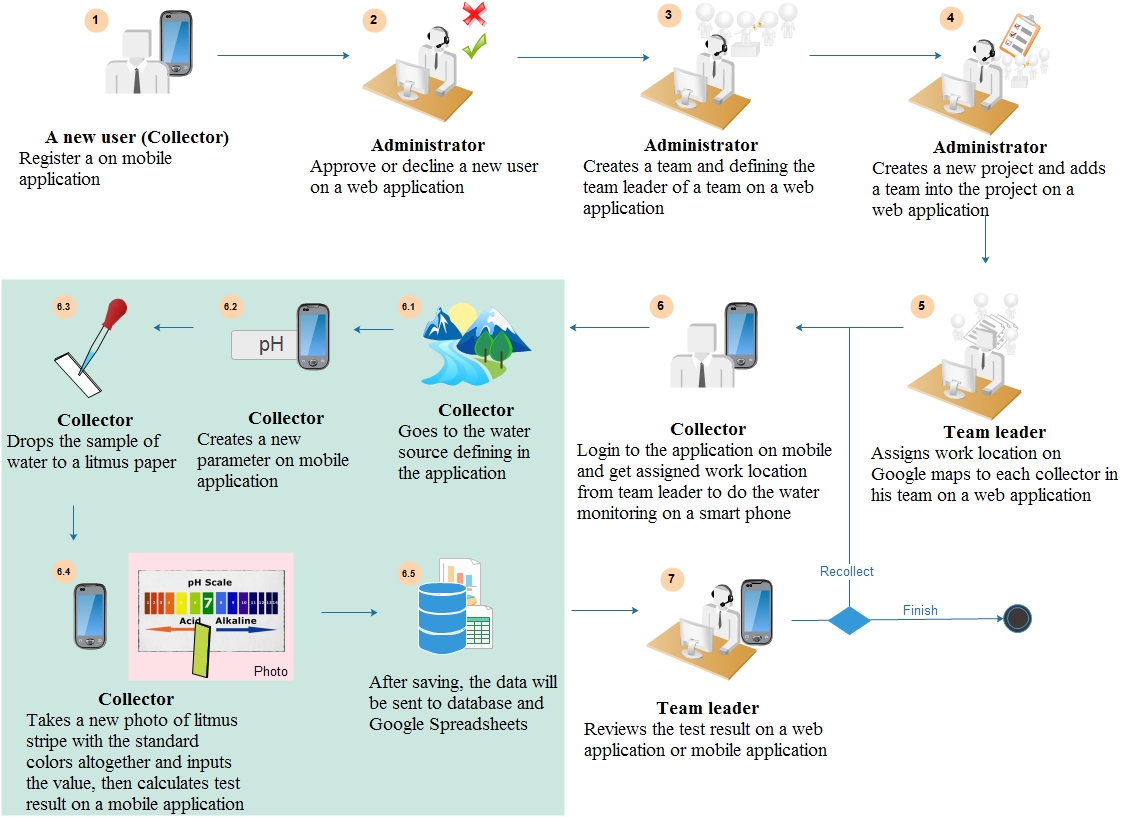 1
A new user (Collector)
Register a on mobile
application
2
Administrator
Approve or decline a new user
on a web application
3
Administrator
Creates a team and defining the
team leader of a team on a web
application
4
Administrator
Creates a new project and adds
a team into the project on a
web application
5
Team leader
Assigns work location on
Google maps to each collector in
his team on a web application
6
Collector
Login to the application on mobile
and get assigned work location
from team leader to do the water
monitoring on a smart phone
6.1
Collector
Goes to the water
source defining in
the application
6.2
pH
Collector
Creates a new
parameter on mobile
application
6.3
Collector
Drops the sample of
water to a litmus paper
6.4
pH Scale
1 2 3 4 5 6 7 8 9 10 11 12 13 14
Acid Alkaline
Photo
Collector
Takes a new photo of litmus
stripe with the standard
colors altogether and inputs
the value, then calculates test
result on a mobile application
6.5
After saving, the data will
be sent to database and
Google Spreadsheets
7
Team leader
Reviews the test result on a web
application or mobile application
Recollect
Finish